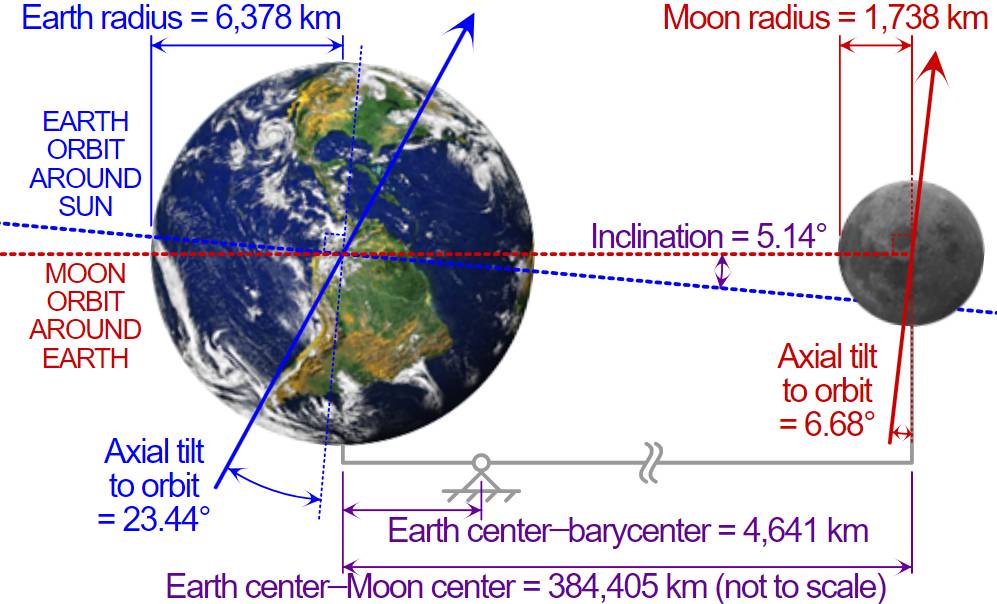 Earth radius = 6,378 km
Moon radius = 1,738 km
EARTH
ORBIT
AROUND
SUN
Inclination = 5.14°
MOON
ORBIT
AROUND
EARTH
Axial tilt
to orbit
= 6.68°
Axial tilt
to orbit
= 23.44°
Earth center–barycenter = 4,641 km
Earth center–Moon center = 384,405 km (not to scale)